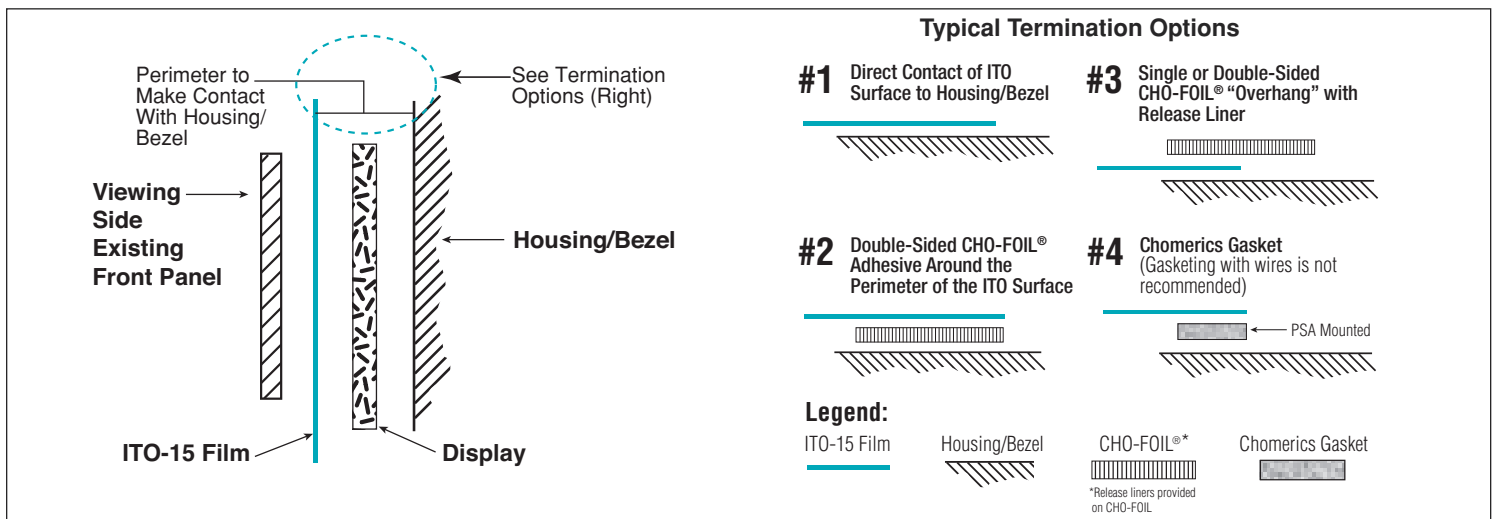 Perimeter to
Make Contact
With Housing/
Bezel
See Termination
Options (Right)
Viewing
Side
Existing
Front Panel
Housing/Bezel
ITO-15 Film
Display
Typical Termination Options
#1 Direct Contact of ITO
Surface to Housing/Bezel
#3 Single or Double-Sided
CHO-FOIL® “Overhang” with
Release Liner
#2 Double-Sided CHO-FOIL®
Adhesive Around the
Perimeter of the ITO Surface
#4 Chomerics Gasket
(Gasketing with wires is not
recommended)
PSA Mounted
Legend:
ITO-15 Film
Housing/Bezel
CHO-FOIL®*
Chomerics Gasket
*Release liners provided
on CHO-FOIL